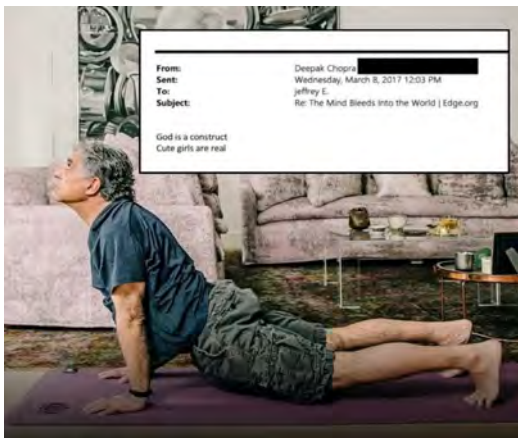 From: Deepak Chopra
Sent: Wednesday, March 8, 2017 12:03 PM
To: jeffrey E.
Subject: Re: The Mind Bleeds Into the World | Edge.org
God is a construct
Cute girls are real